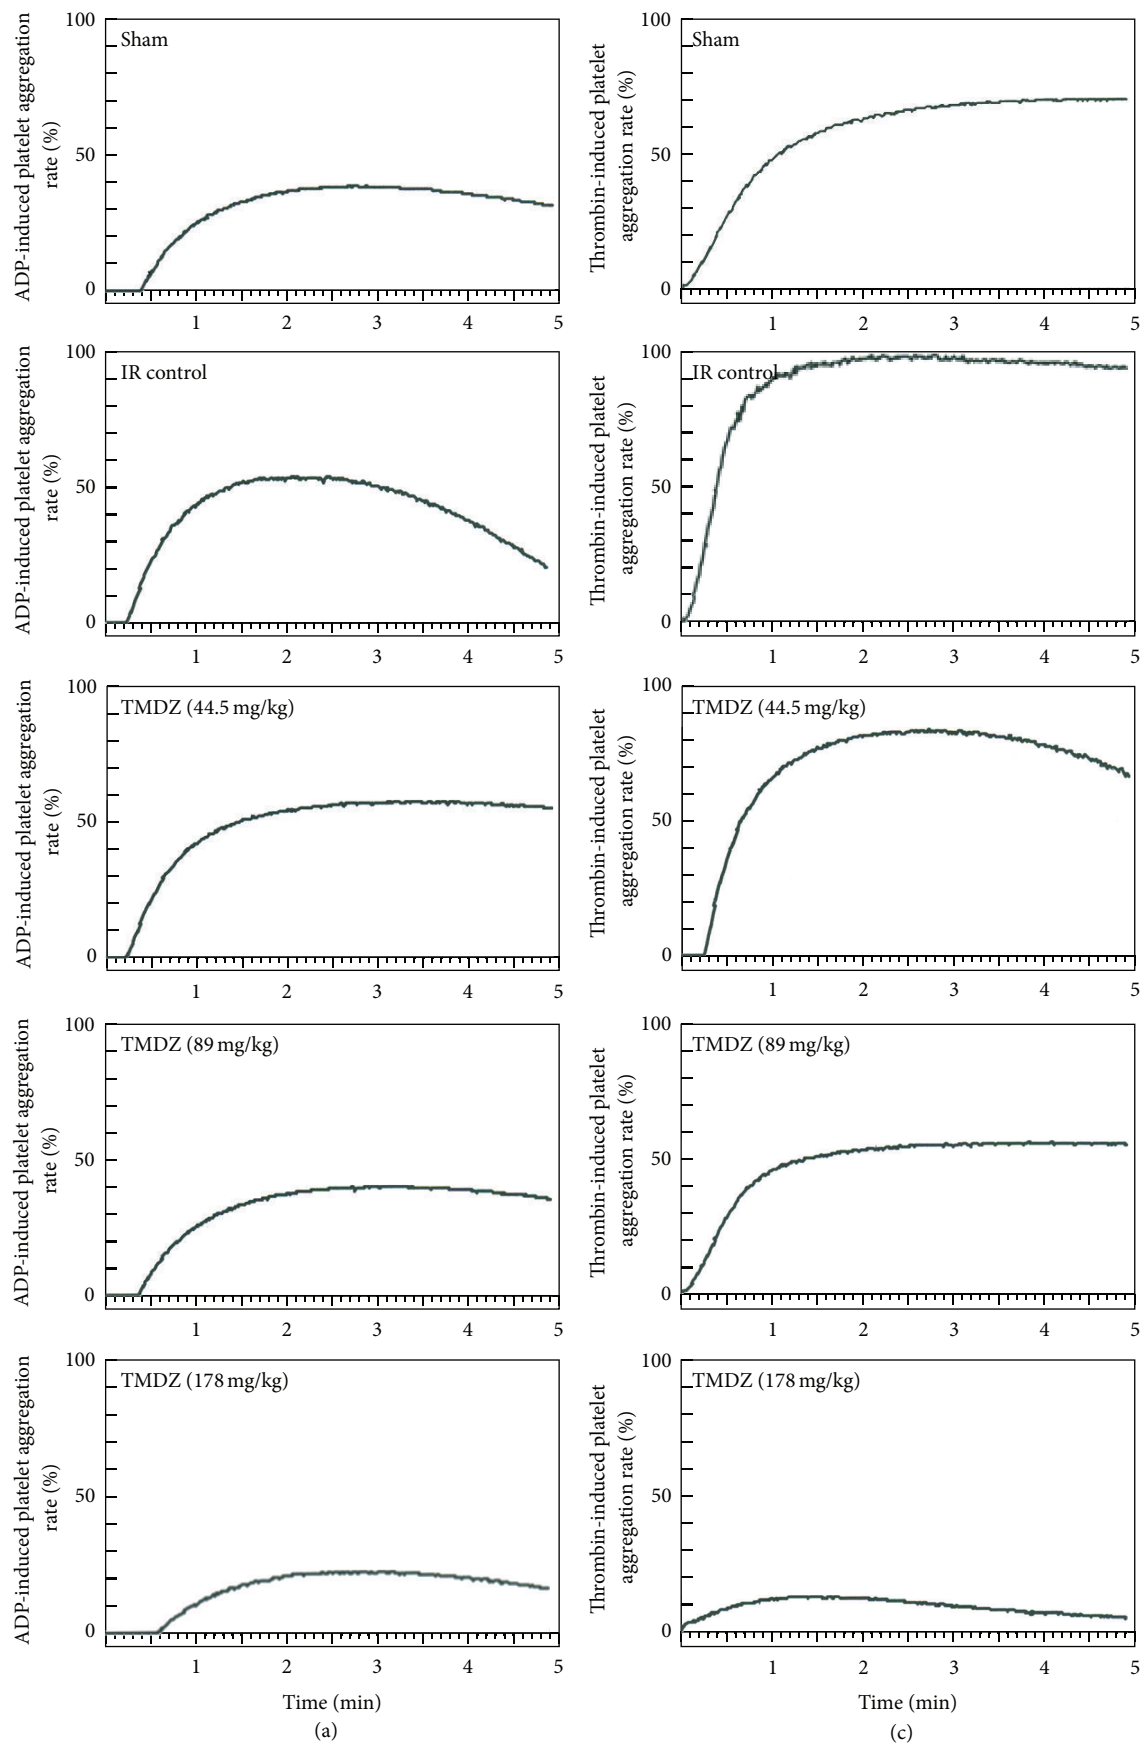 ADP-induced platelet aggregation
rate (%)
100
50
0
Sham
1 2 3 4 5
Thrombin-induced platelet
aggregation rate (%)
100
50
0
Sham
1 2 3 4 5
ADP-induced platelet aggregation
rate (%)
100
50
0
IR control
1 2 3 4 5
Thrombin-induced platelet
aggregation rate (%)
100
50
0
IR control
1 2 3 4 5
ADP-induced platelet aggregation
rate (%)
100
50
0
TMDZ (44.5 mg/kg)
1 2 3 4 5
Thrombin-induced platelet
aggregation rate (%)
100
50
0
TMDZ (44.5 mg/kg)
1 2 3 4 5
ADP-induced platelet aggregation
rate (%)
100
50
0
TMDZ (89 mg/kg)
1 2 3 4 5
Thrombin-induced platelet
aggregation rate (%)
100
50
0
TMDZ (89 mg/kg)
1 2 3 4 5
ADP-induced platelet aggregation
rate (%)
100
50
0
TMDZ (178 mg/kg)
1 2 3 4 5
Time (min)
(a)
Thrombin-induced platelet
aggregation rate (%)
100
50
0
TMDZ (178 mg/kg)
1 2 3 4 5
Time (min)
(c)